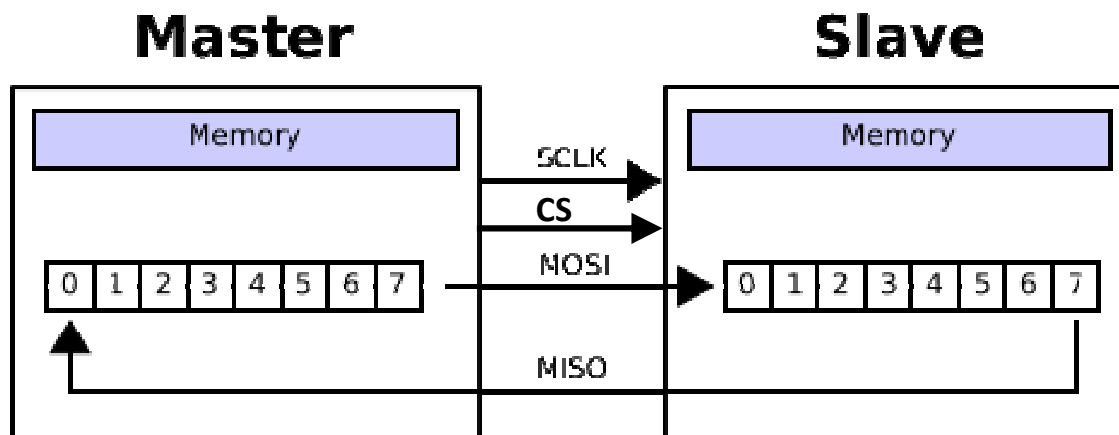 Master Slave
Memory Memory
SCLK
CS
MOSI
0 1 2 3 4 5 6 7 0 1 2 3 4 5 6 7
MISO